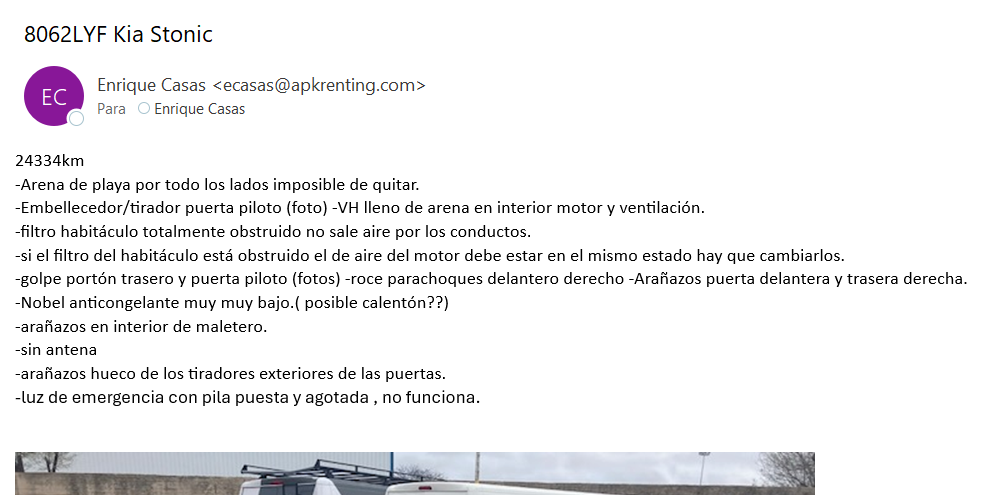 8062LYF Kia Stonic
EC
Enrique Casas <ecasas@apkrenting.com>
Para Enrique Casas
24334km
-Arena de playa por todo los lados imposible de quitar.
-Embellecedor/tirador puerta piloto (foto) -VH lleno de arena en interior motor y ventilación.
-filtro habitáculo totalmente obstruido no sale aire por los conductos.
-si el filtro del habitáculo está obstruido el de aire del motor debe estar en el mismo estado hay que cambiarlos.
-golpe portón trasero y puerta piloto (fotos) -roce parachoques delantero derecho -Arañazos puerta delantera y trasera derecha.
-Nobel anticongelante muy muy bajo.( posible calentón??)
-arañazos en interior de maletero.
-sin antena
-arañazos hueco de los tiradores exteriores de las puertas.
-luz de emergencia con pila puesta y agotada , no funciona.